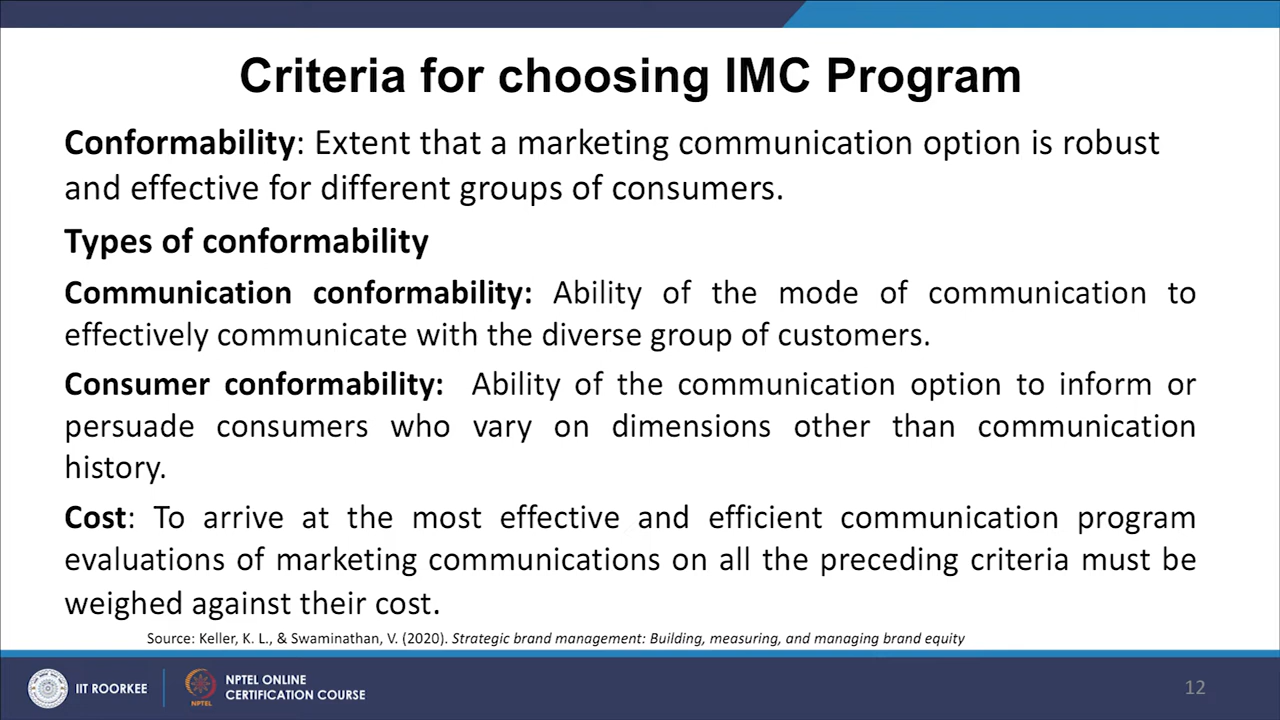 Criteria for choosing IMC Program
Conformability: Extent that a marketing communication option is robust
and effective for different groups of consumers.
Types of conformability
Communication conformability: Ability of the mode of communication to
effectively communicate with the diverse group of customers.
Consumer conformability: Ability of the communication option to inform or
persuade consumers who vary on dimensions other than communication
history.
Cost: To arrive at the most effective and efficient communication program
evaluations of marketing communications on all the preceding criteria must be
weighed against their cost.
Source: Keller, K. L., & Swaminathan, V. (2020). Strategic brand management: Building, measuring, and managing brand equity
IIT ROORKEE
NPTEL
NPTEL ONLINE
CERTIFICATION COURSE
12